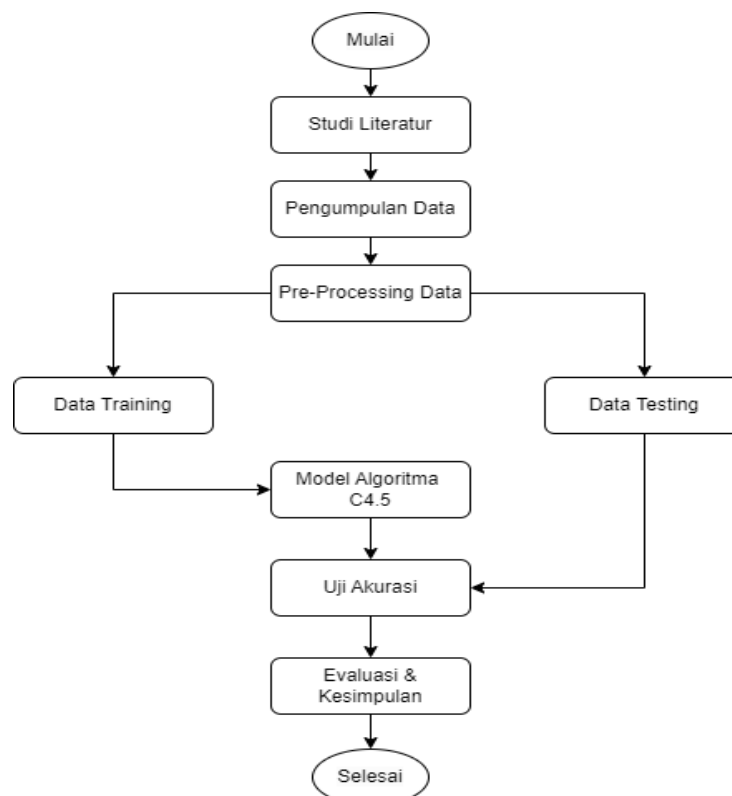 Mulai
Studi Literatur
Pengumpulan Data
Pre-Processing Data
Data Training
Data Testing
Model Algoritma
C4.5
Uji Akurasi
Evaluasi &
Kesimpulan
Selesai